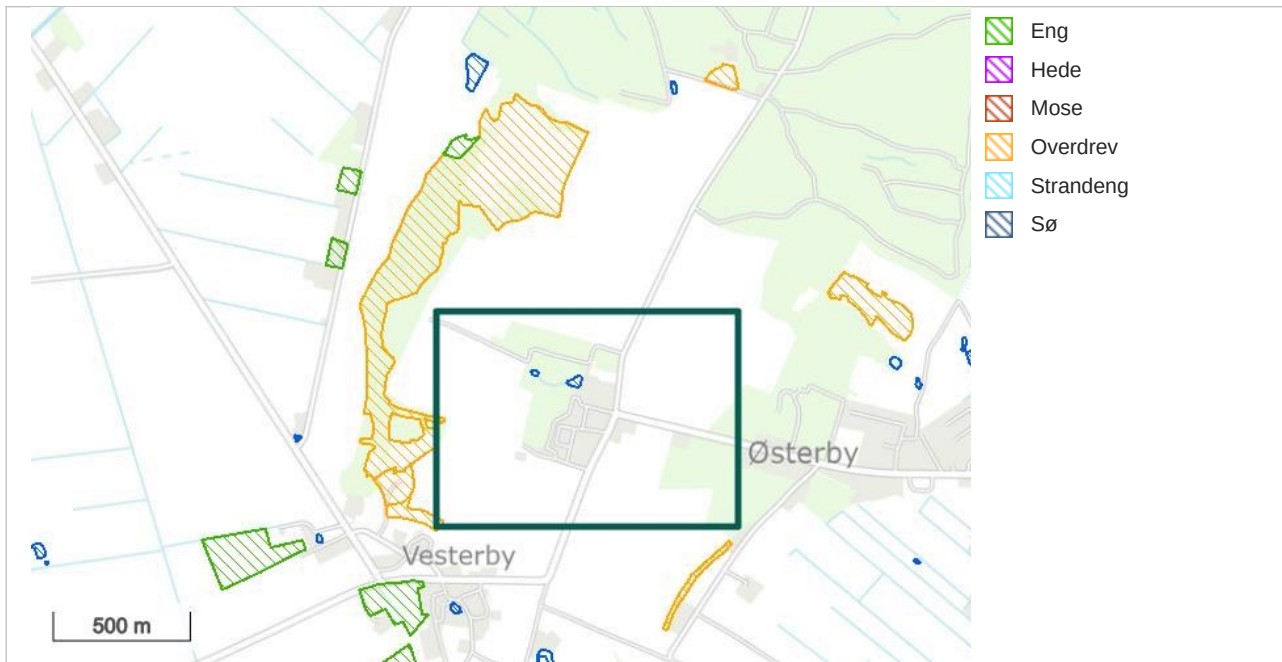 Eng
Hede
Mose
Overdrev
Strandeng
Sø
Østerby
Vesterby
500 m